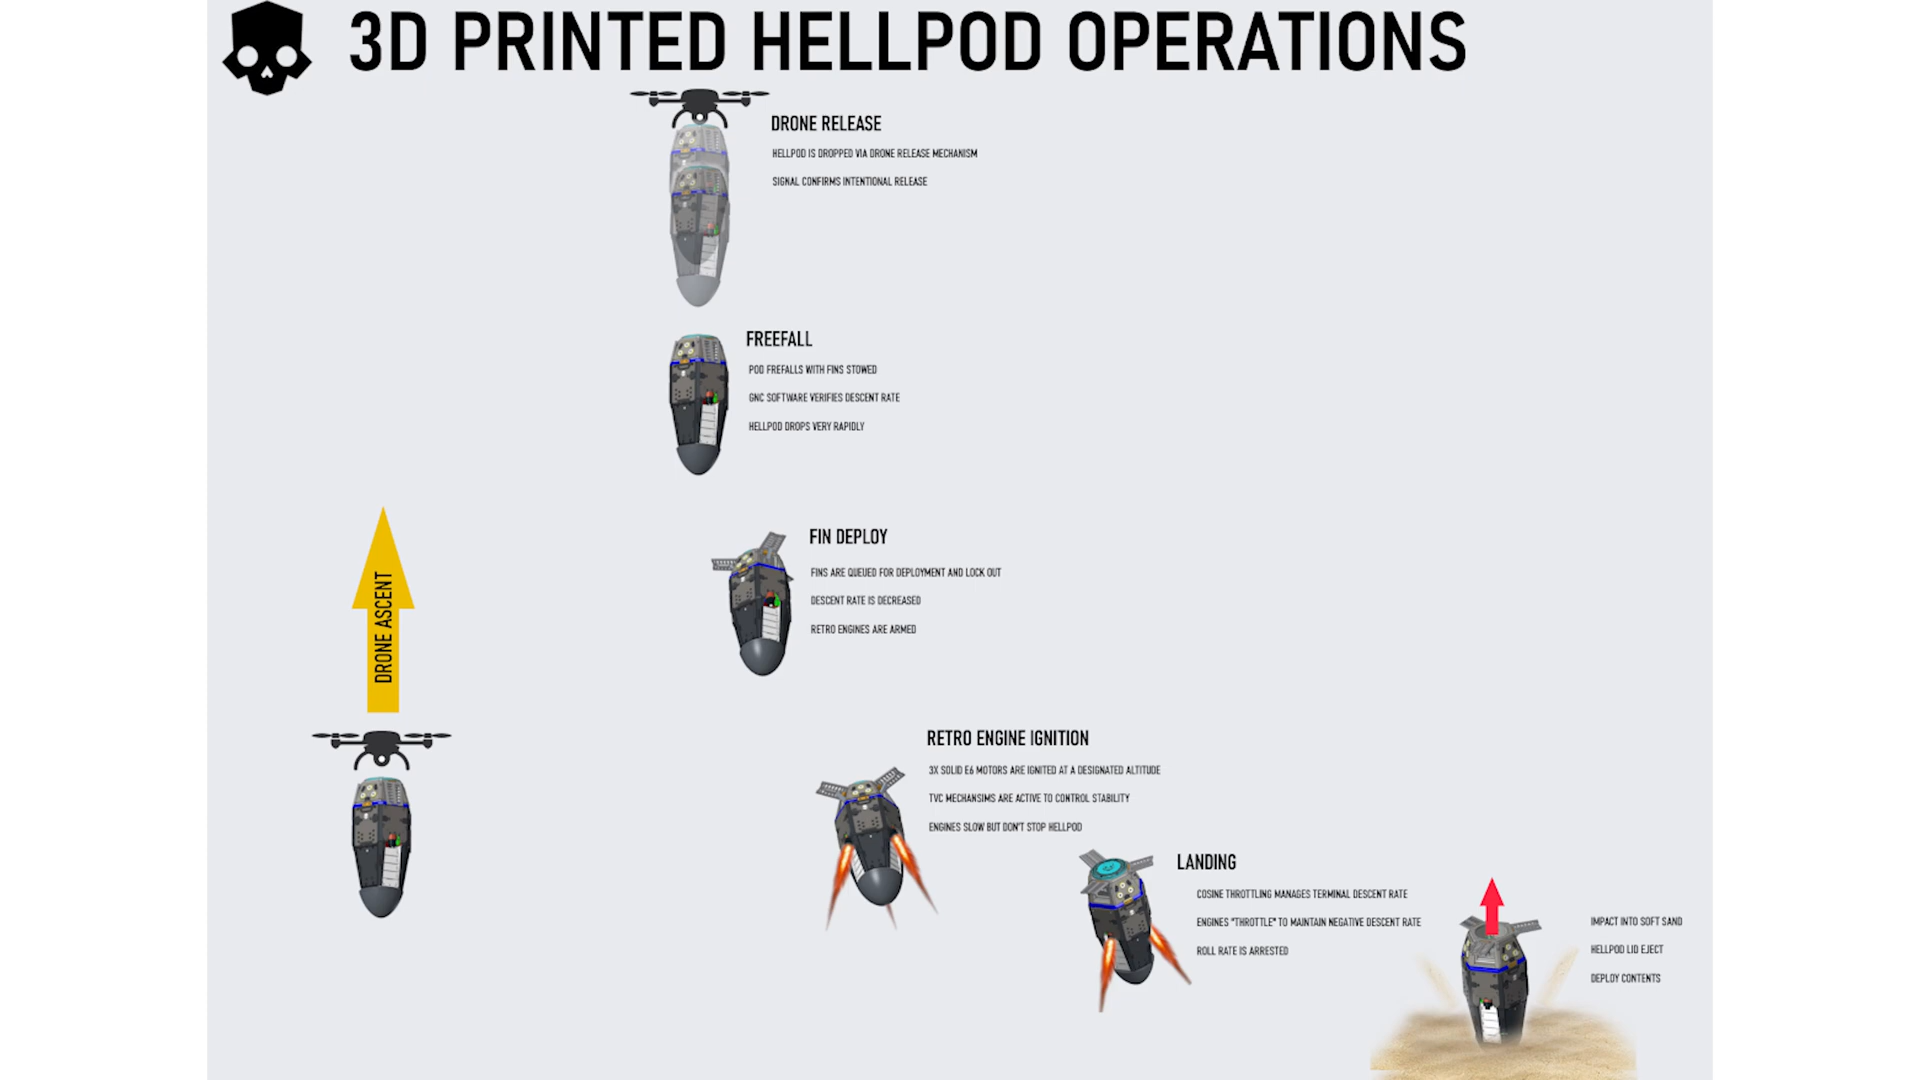 3D PRINTED HELLPOD OPERATIONS
DRONE RELEASE
HELLPOD IS DROPPED VIA DRONE RELEASE MECHANISM
SIGNAL CONFIRMS INTENTIONAL RELEASE
FREEFALL
POD FREFALLS WITH FINS STOWED
GNC SOFTWARE VERIFIES DESCENT RATE
HELLPOD DROPS VERY RAPIDLY
FIN DEPLOY
FINS ARE QUEUED FOR DEPLOYMENT AND LOCK OUT
DESCENT RATE IS DECREASED
RETRO ENGINES ARE ARMED
DRONE ASCENT
RETRO ENGINE IGNITION
3X SOLID E6 MOTORS ARE IGNITED AT A DESIGNATED ALTITUDE
TVC MECHANSIMS ARE ACTIVE TO CONTROL STABILITY
ENGINES SLOW BUT DON'T STOP HELLPOD
LANDING
COSINE THROTTLING MANAGES TERMINAL DESCENT RATE
ENGINES "THROTTLE" TO MAINTAIN NEGATIVE DESCENT RATE
ROLL RATE IS ARRESTED
IMPACT INTO SOFT SAND
HELLPOD LID EJECT
DEPLOY CONTENTS